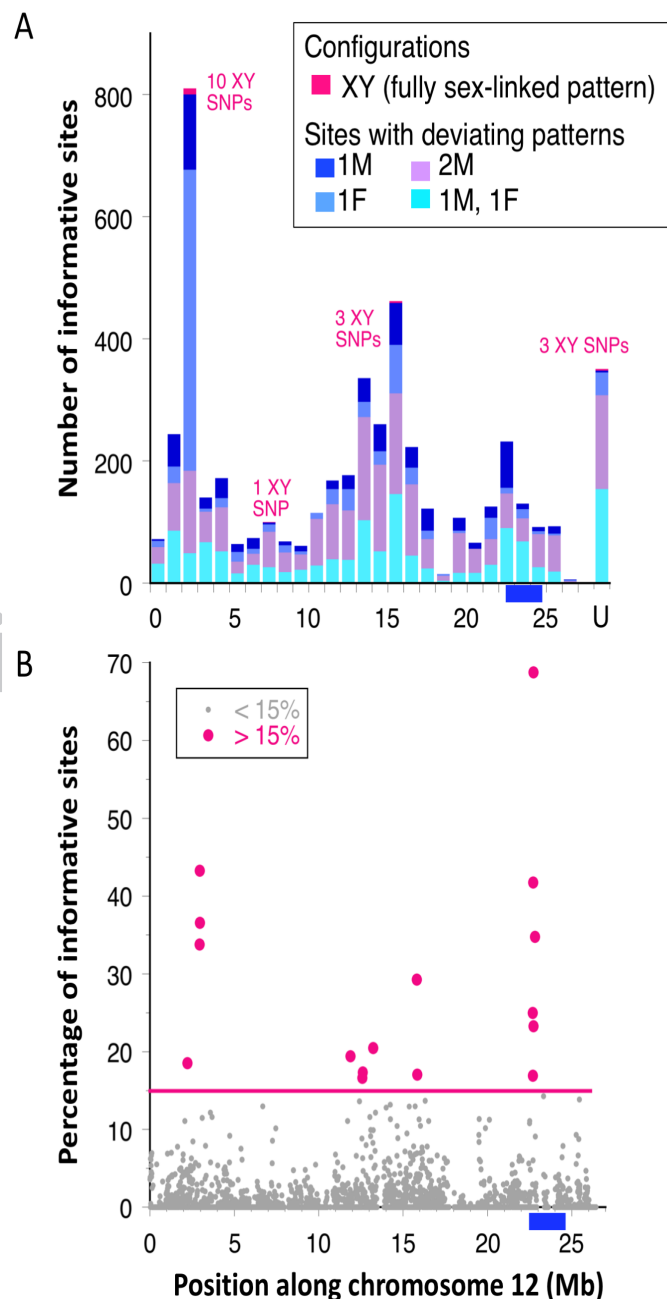 A
Number of informative sites
800
600
400
200
0
10 XY
SNPs
1 XY
SNP
3 XY
SNPs
3 XY SNPs
Configurations
XY (fully sex-linked pattern)
Sites with deviating patterns
1M 2M
1F 1M, 1F
0 5 10 15 20 25 U
B
Percentage of informative sites
70
60
50
40
30
20
10
0
< 15%
> 15%
0 5 10 15 20 25
Position along chromosome 12 (Mb)